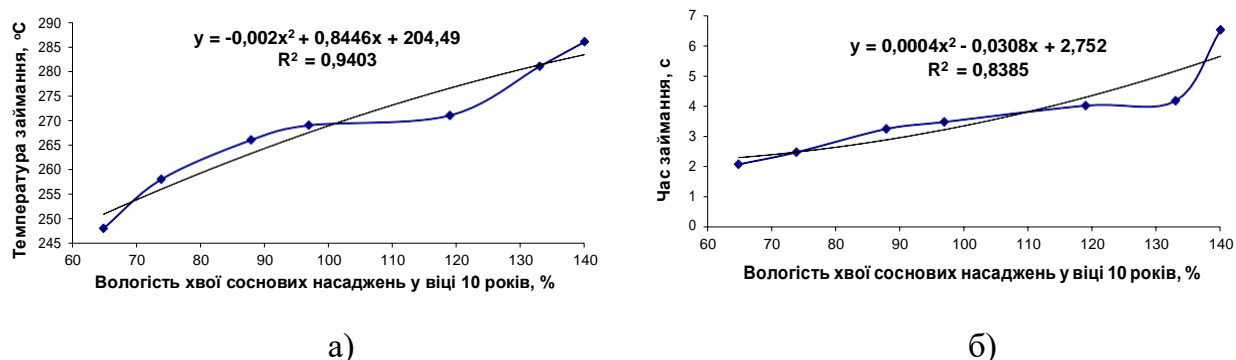 y = -0,002x² + 0,8446x + 204,49
R² = 0,9403
Температура займання, °С
290
285
280
275
270
265
260
255
250
245
60 70 80 90 100 110 120 130 140
Вологість хвої соснових насаджень у віці 10 років, %
а)
y = 0,0004x² - 0,0308x + 2,752
R² = 0,8385
Час займання, с
7
6
5
4
3
2
1
0
60 70 80 90 100 110 120 130 140
Вологість хвої соснових насаджень у віці 10 років, %
б)